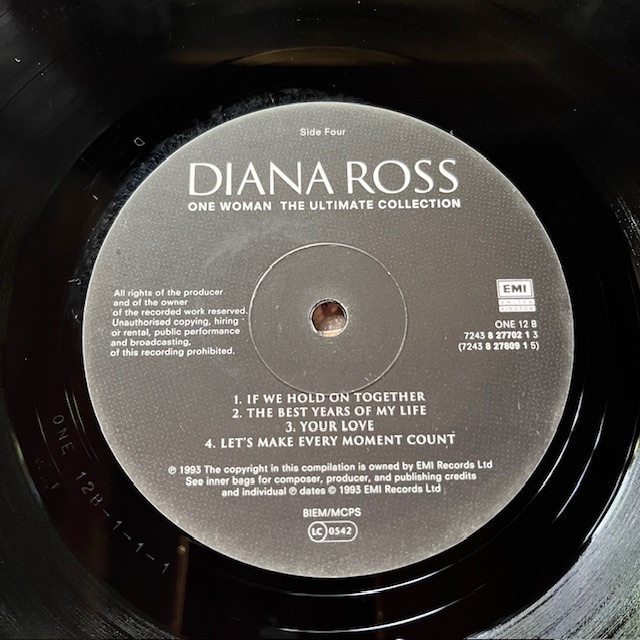 Side Four
DIANA ROSS
ONE WOMAN THE ULTIMATE COLLECTION
All rights of the producer
and of the owner
of the recorded work reserved.
Unauthorised copying, hiring
or rental, public performance
and broadcasting,
of this recording prohibited.
EMI
UNITED
KINGDOM
ONE 12 B
7243 8 27702 1 3
(7243 8 27809 1 5)
1. IF WE HOLD ON TOGETHER
2. THE BEST YEARS OF MY LIFE
3. YOUR LOVE
4. LET'S MAKE EVERY MOMENT COUNT
℗ 1993 The copyright in this compilation is owned by EMI Records Ltd
See inner bags for composer, producer, and publishing credits
and individual ℗ dates © 1993 EMI Records Ltd
BIEM/MCPS
LC 0542
ONE 12B-1-1-1